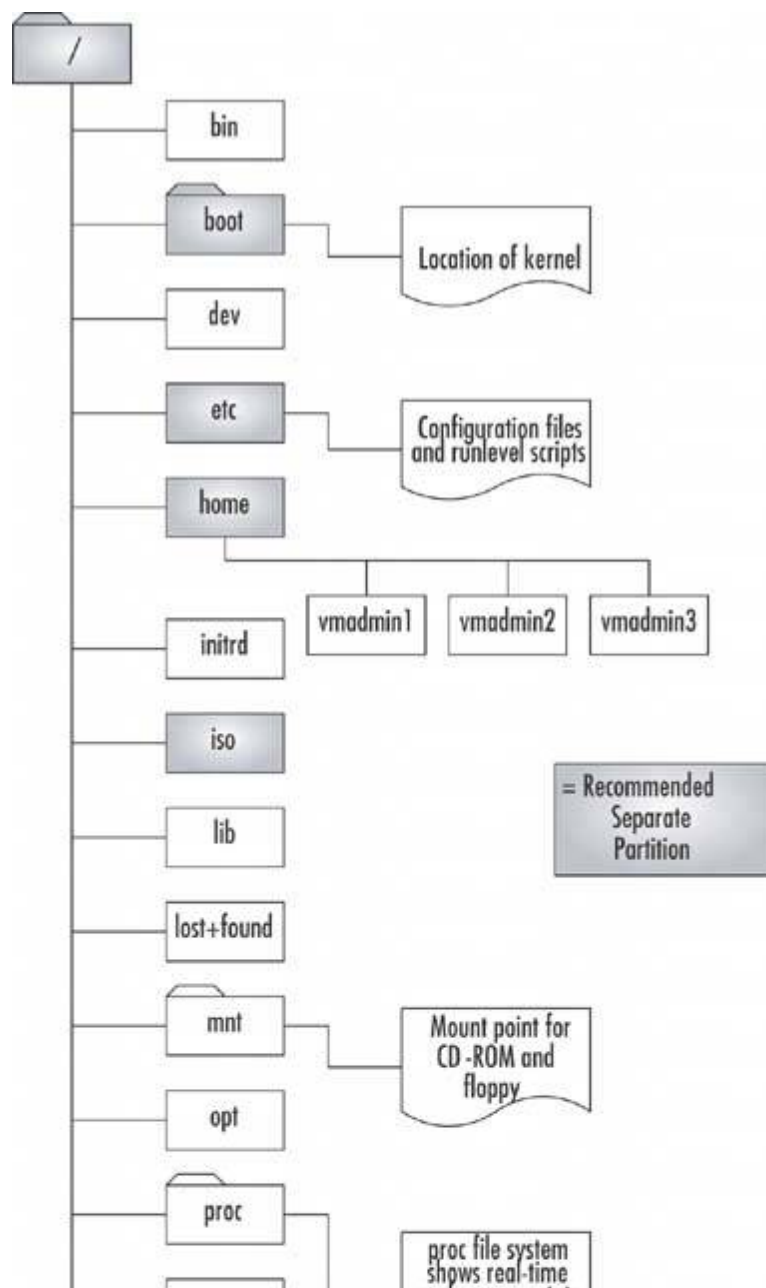 /
bin
boot
Location of kernel
dev
etc
Configuration files
and runlevel scripts
home
vmadmin1
vmadmin2
vmadmin3
initrd
iso
= Recommended
Separate
Partition
lib
lost+found
mnt
Mount point for
CD -ROM and
floppy
opt
proc
proc file system
shows real-time